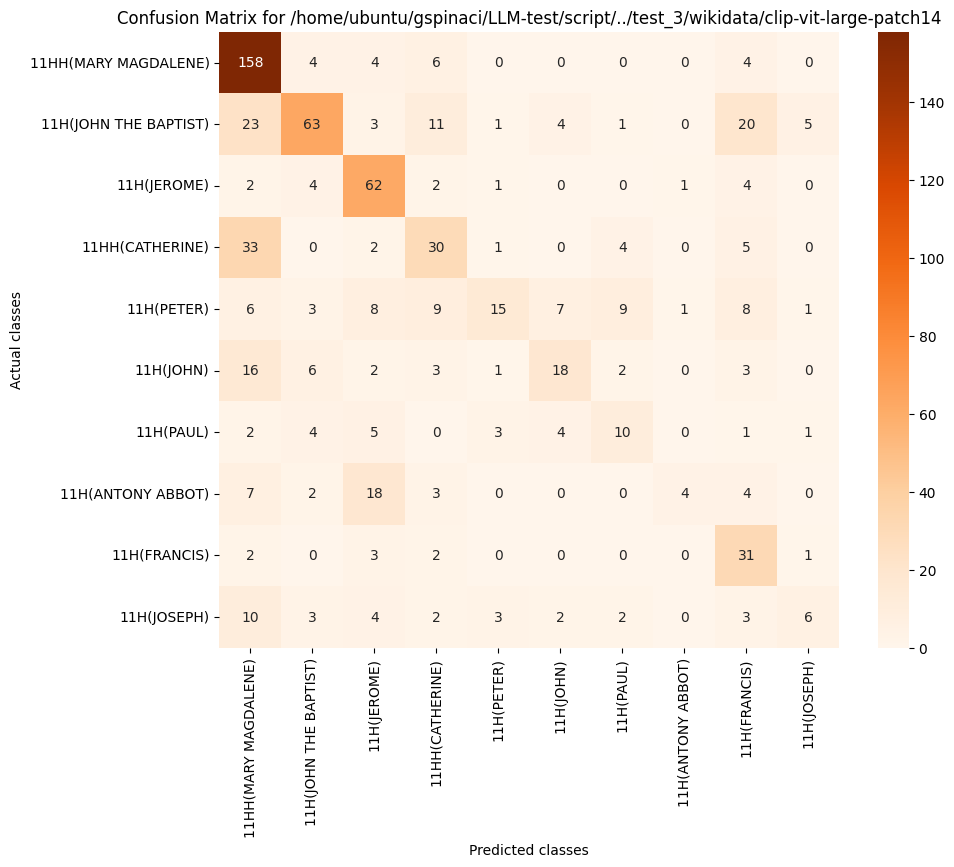 Confusion Matrix for /home/ubuntu/gspinaci/LLM-test/script/../test_3/wikidata/clip-vit-large-patch14
11HH(MARY MAGDALENE) 158 4 4 6 0 0 0 0 4 0
11H(JOHN THE BAPTIST) 23 63 3 11 1 4 1 0 20 5
11H(JEROME) 2 4 62 2 1 0 0 1 4 0
11HH(CATHERINE) 33 0 2 30 1 0 4 0 5 0
11H(PETER) 6 3 8 9 15 7 9 1 8 1
11H(JOHN) 16 6 2 3 1 18 2 0 3 0
11H(PAUL) 2 4 5 0 3 4 10 0 1 1
11H(ANTONY ABBOT) 7 2 18 3 0 0 0 4 4 0
11H(FRANCIS) 2 0 3 2 0 0 0 0 31 1
11H(JOSEPH) 10 3 4 2 3 2 2 0 3 6
Actual classes
11HH(MARY MAGDALENE)
11H(JOHN THE BAPTIST)
11H(JEROME)
11HH(CATHERINE)
11H(PETER)
11H(JOHN)
11H(PAUL)
11H(ANTONY ABBOT)
11H(FRANCIS)
11H(JOSEPH)
Predicted classes
140
120
100
80
60
40
20
0